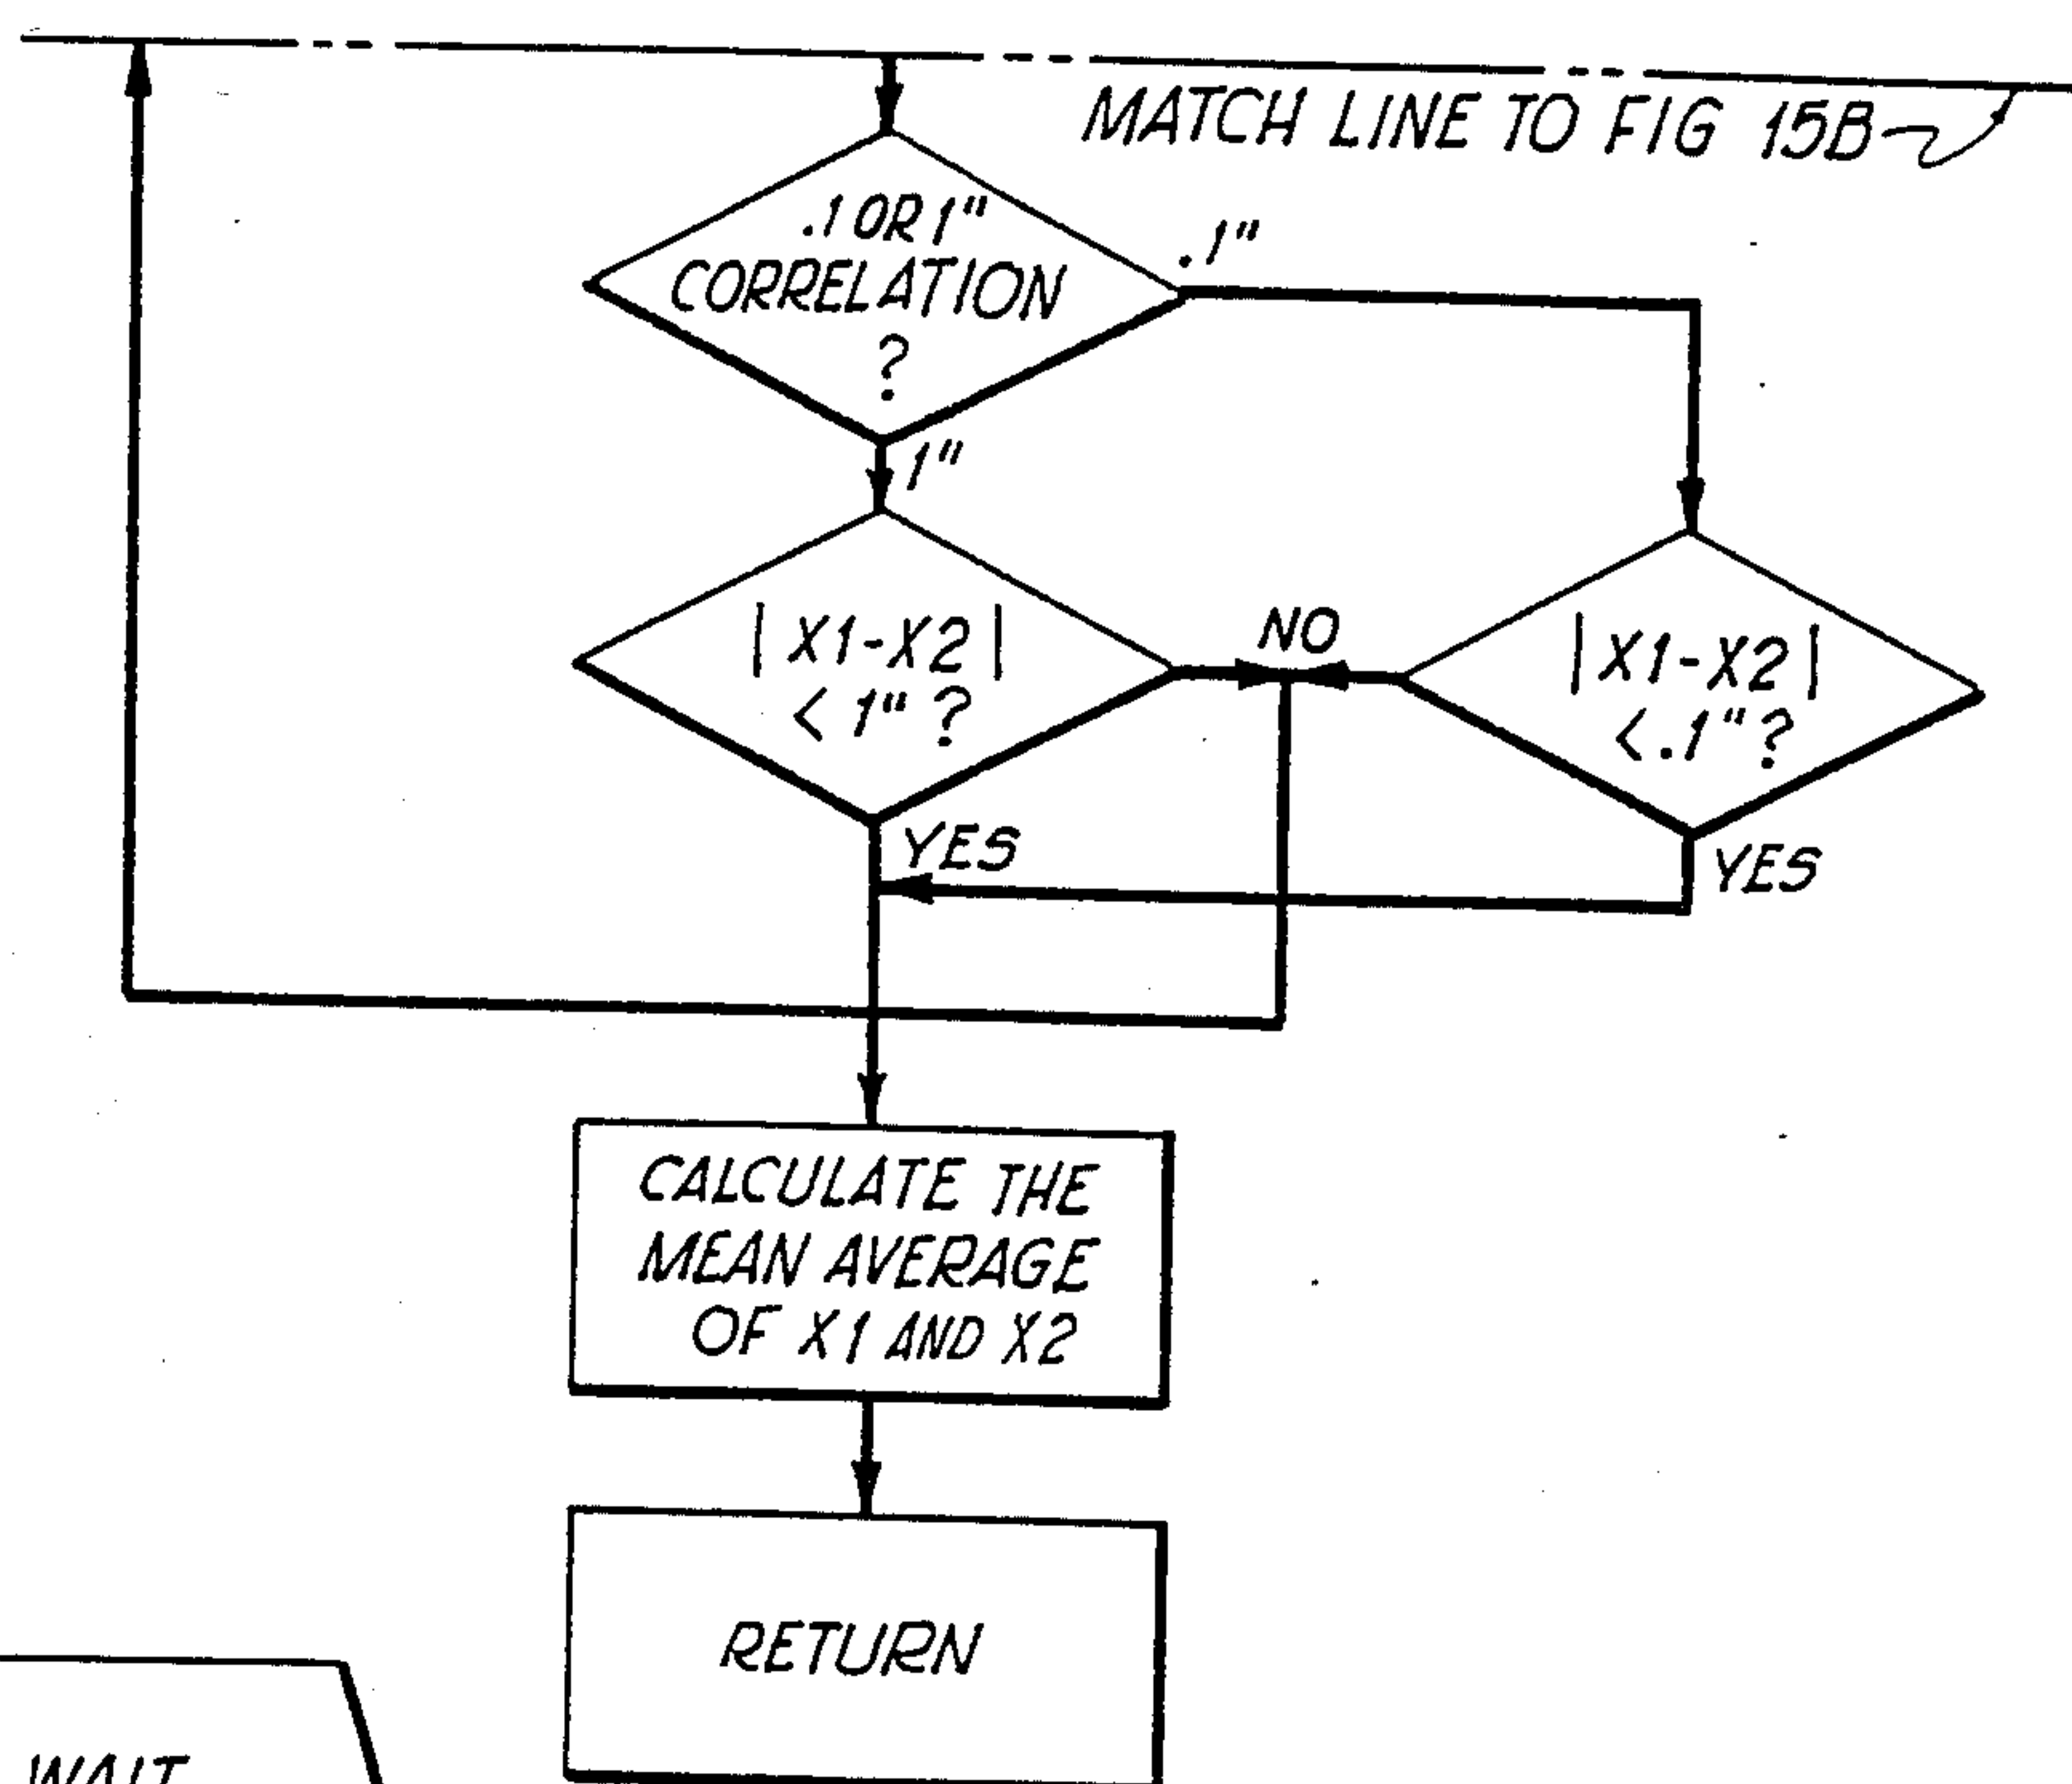 MATCH LINE TO FIG 15B
.1 OR 1"
CORRELATION
?
.1"
1"
| X1-X2 |
< 1" ?
NO
| X1-X2 |
< .1" ?
YES
YES
CALCULATE THE
MEAN AVERAGE
OF X1 AND X2
RETURN
WAIT